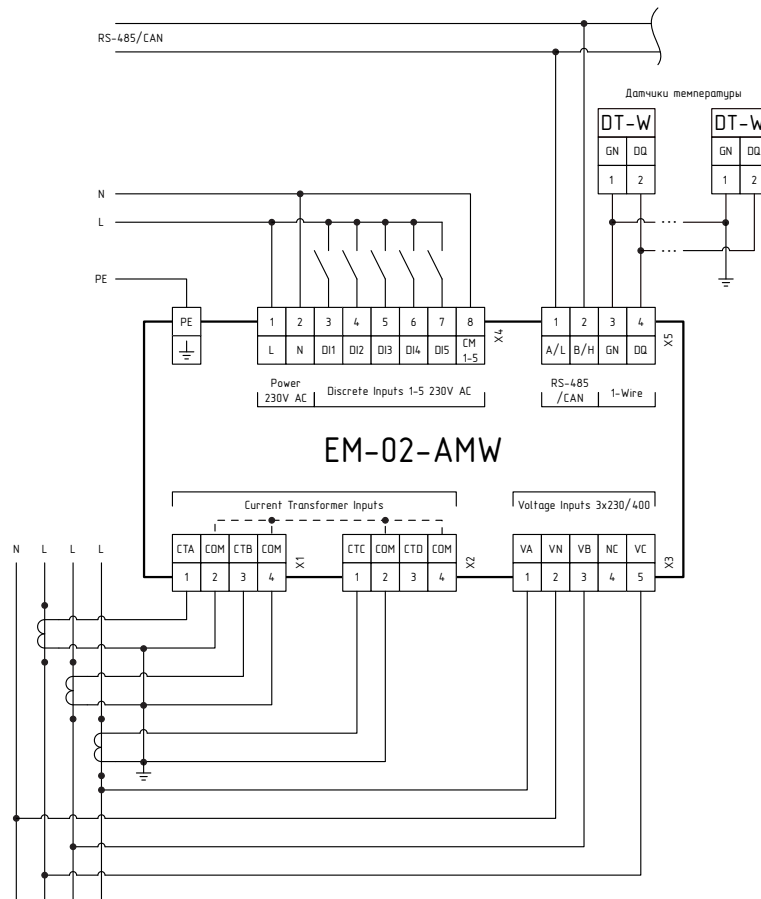 RS-485/CAN
Датчики температуры
DT-W DT-W
GN DQ GN DQ
1 2 1 2
N
L
PE
PE 1 2 3 4 5 6 7 8 X4 1 2 3 4 X5
L N DI1 DI2 DI3 DI4 DI5 CM 1-5 A/L B/H GN DQ
Power 230V AC
Discrete Inputs 1-5 230V AC
RS-485 /CAN
1-Wire
EM-02-AMW
Current Transformer Inputs
Voltage Inputs 3x230/400
N L L L
CTA COM CTB COM X1 CTC COM CTD COM X2 VA VN VB NC VC X3
1 2 3 4 1 2 3 4 1 2 3 4 5